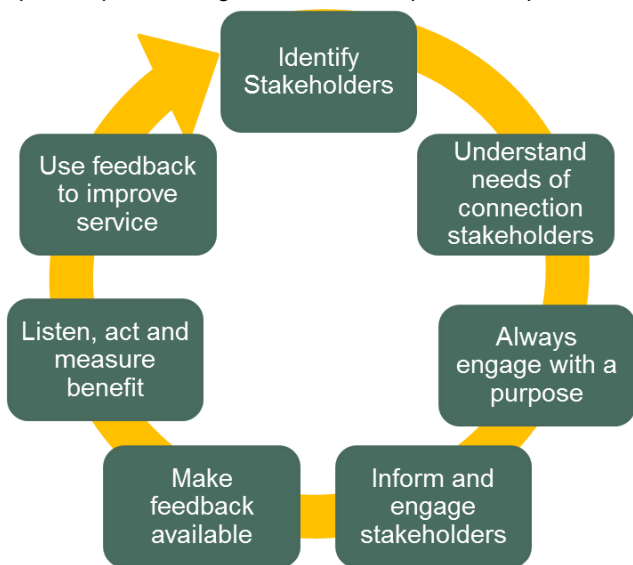 Identify
Stakeholders
Understand
needs of
connection
stakeholders
Always
engage with a
purpose
Inform and
engage
stakeholders
Make
feedback
available
Listen, act and
measure
benefit
Use feedback
to improve
service